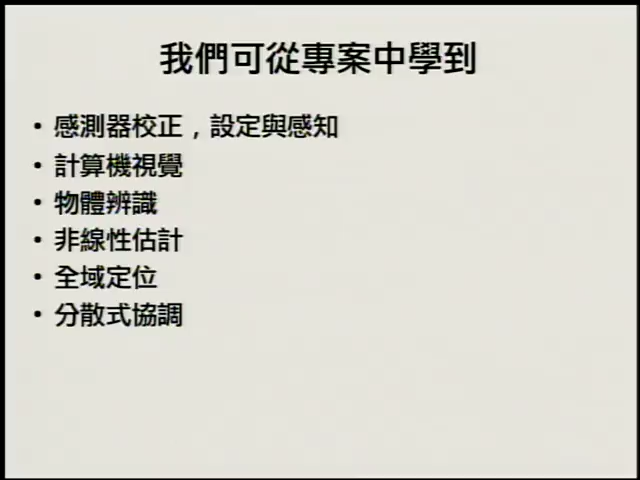 我們可從專案中學到
• 感測器校正，設定與感知
• 計算機視覺
• 物體辨識
• 非線性估計
• 全域定位
• 分散式協調